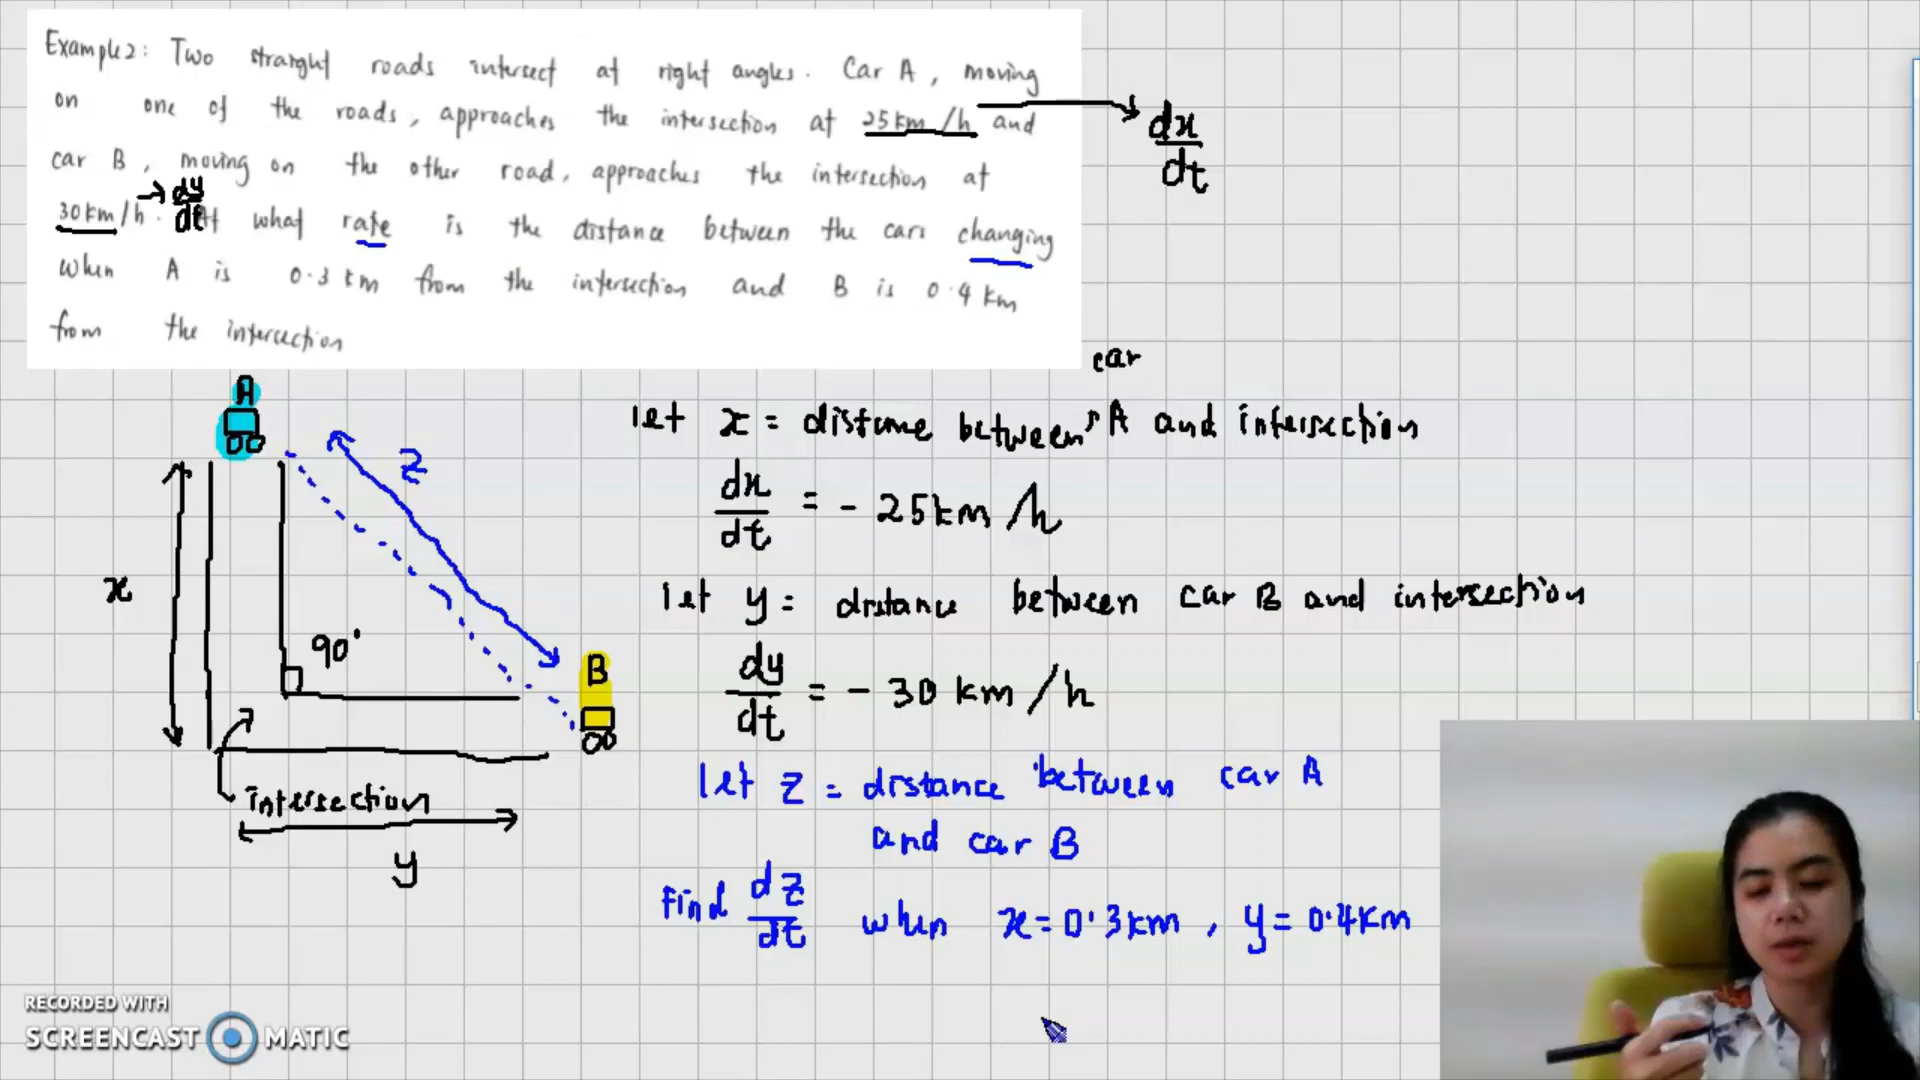 Example 2: Two straight roads intersect at right angles. Car A, moving
on one of the roads, approaches the intersection at 25km/h and
car B, moving on the other road, approaches the intersection at
30km/h. At what rate is the distance between the cars changing
when A is 0.3 km from the intersection and B is 0.4 km
from the intersection
dx/dt
dy/dt
A
z
x
90°
B
intersection
y
car
let x = distance between A and intersection
dx/dt = - 25km/h
let y = distance between car B and intersection
dy/dt = - 30 km/h
let z = distance between car A
and car B
Find dz/dt when x = 0.3km, y = 0.4km
RECORDED WITH
SCREENCAST MATIC